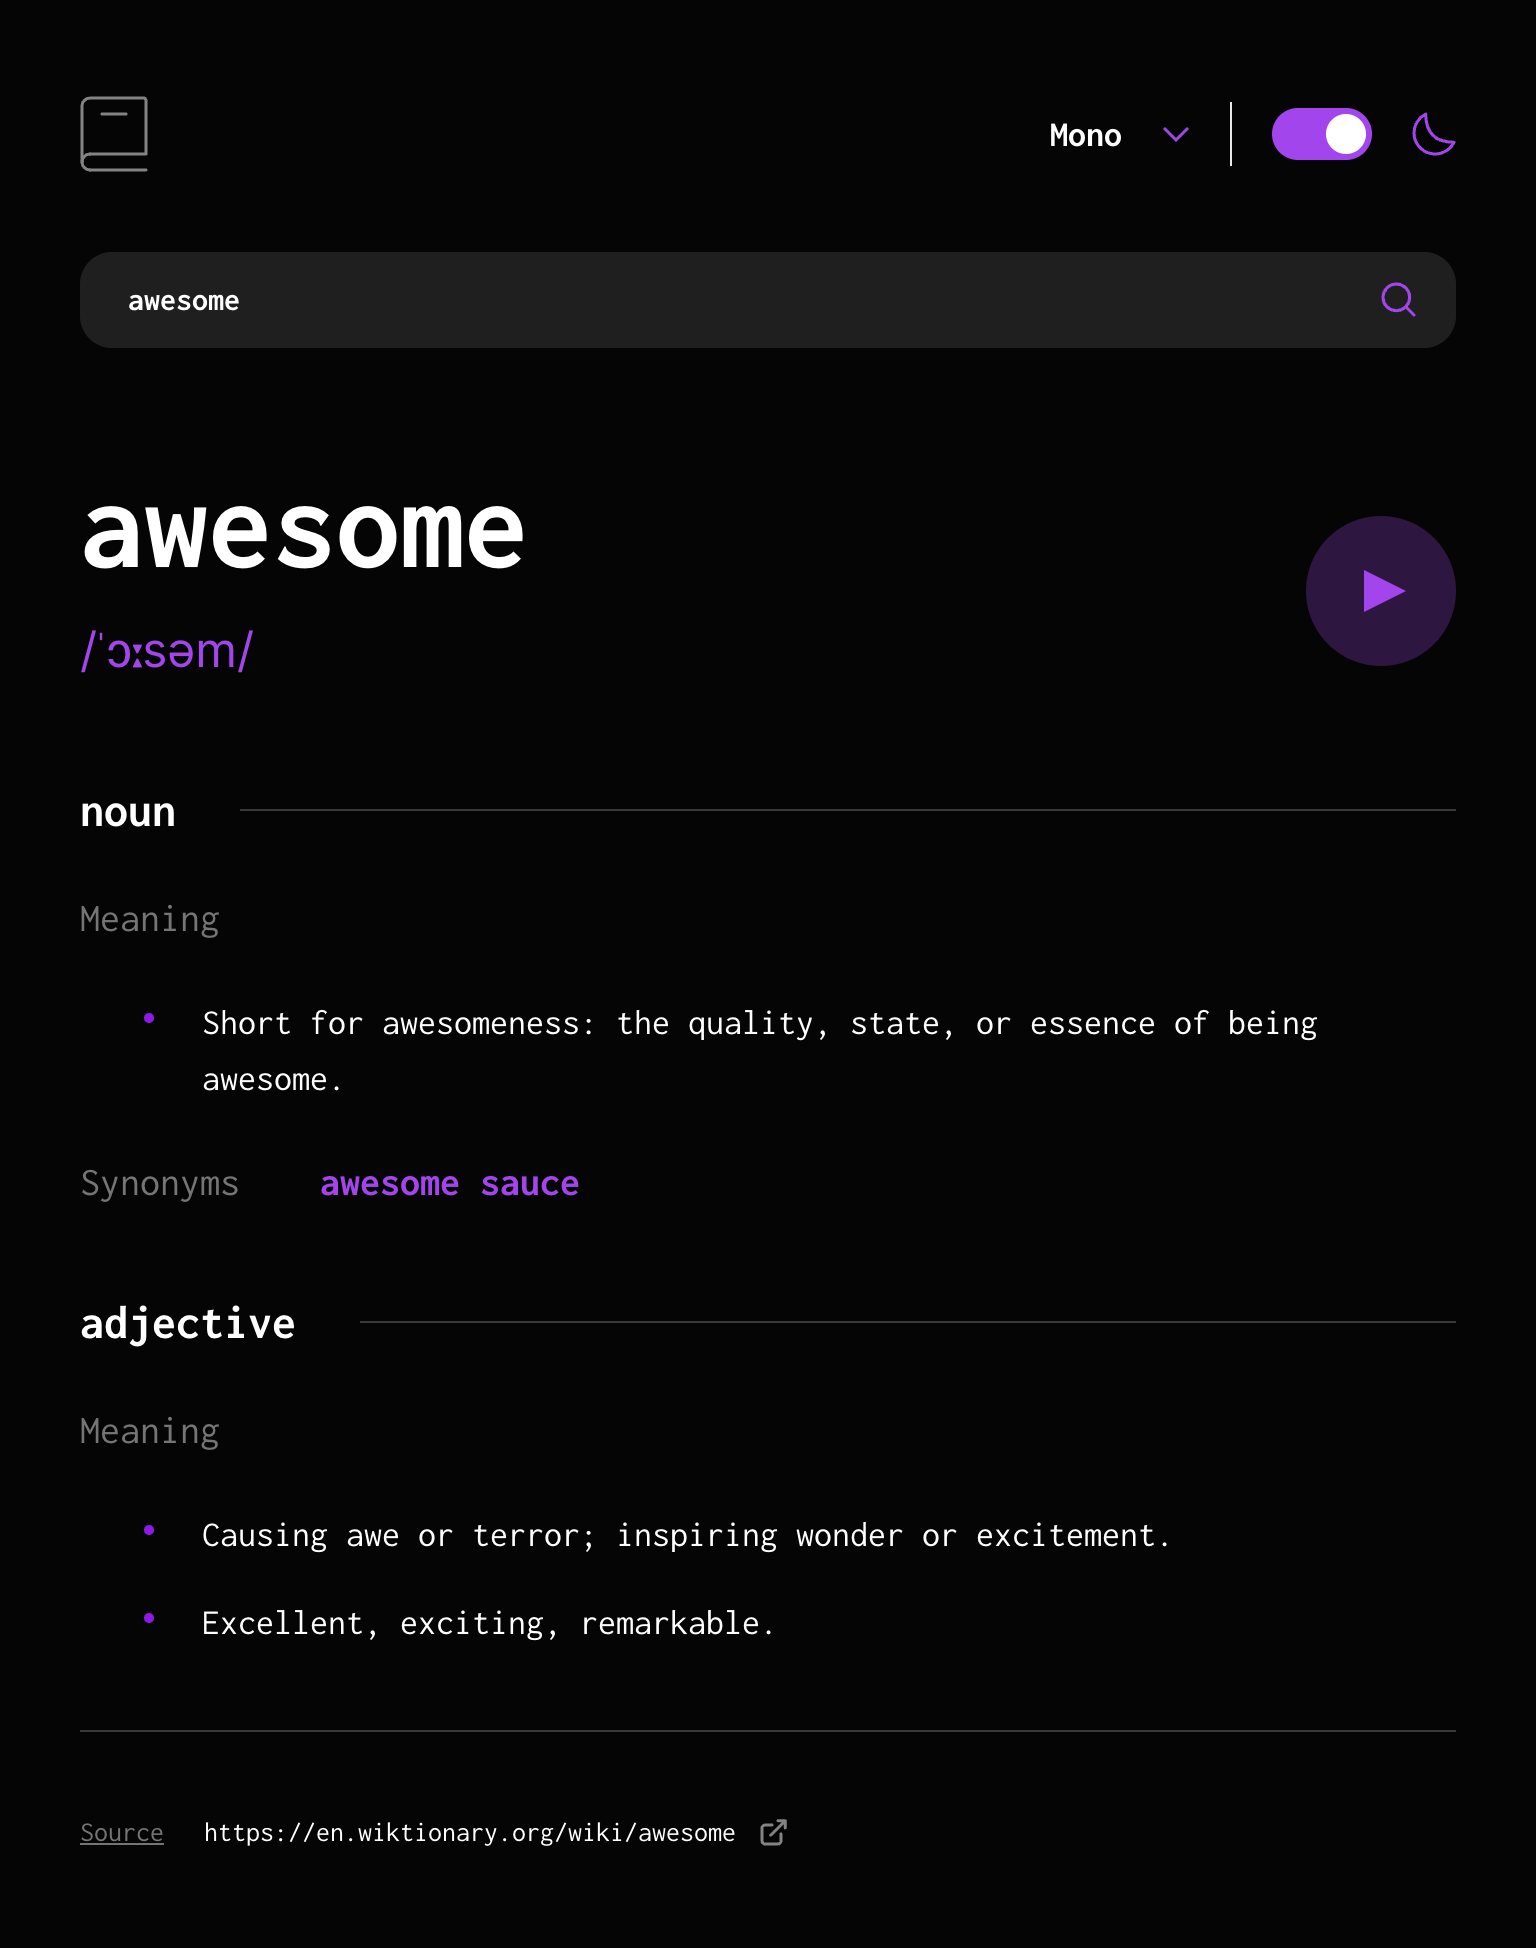 Mono
awesome
awesome
/ˈɔːsəm/
noun
Meaning
Short for awesomeness: the quality, state, or essence of being
awesome.
Synonyms awesome sauce
adjective
Meaning
Causing awe or terror; inspiring wonder or excitement.
Excellent, exciting, remarkable.
Source https://en.wiktionary.org/wiki/awesome